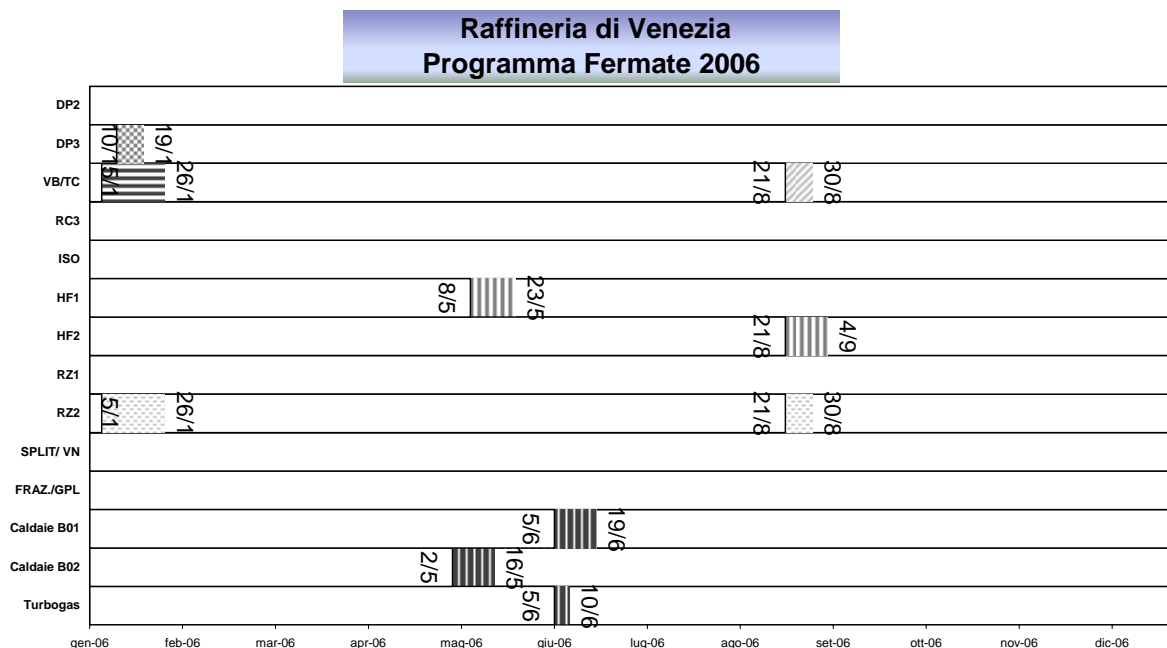 Raffineria di Venezia
Programma Fermate 2006
DP2
DP3
10/1
19/1
VB/TC
5/1
26/1
21/8
30/8
RC3
ISO
HF1
8/5
23/5
HF2
21/8
4/9
RZ1
RZ2
5/1
26/1
21/8
30/8
SPLIT/ VN
FRAZ./GPL
Caldaie B01
5/6
19/6
Caldaie B02
2/5
16/5
Turbogas
5/6
10/6
gen-06 feb-06 mar-06 apr-06 mag-06 giu-06 lug-06 ago-06 set-06 ott-06 nov-06 dic-06